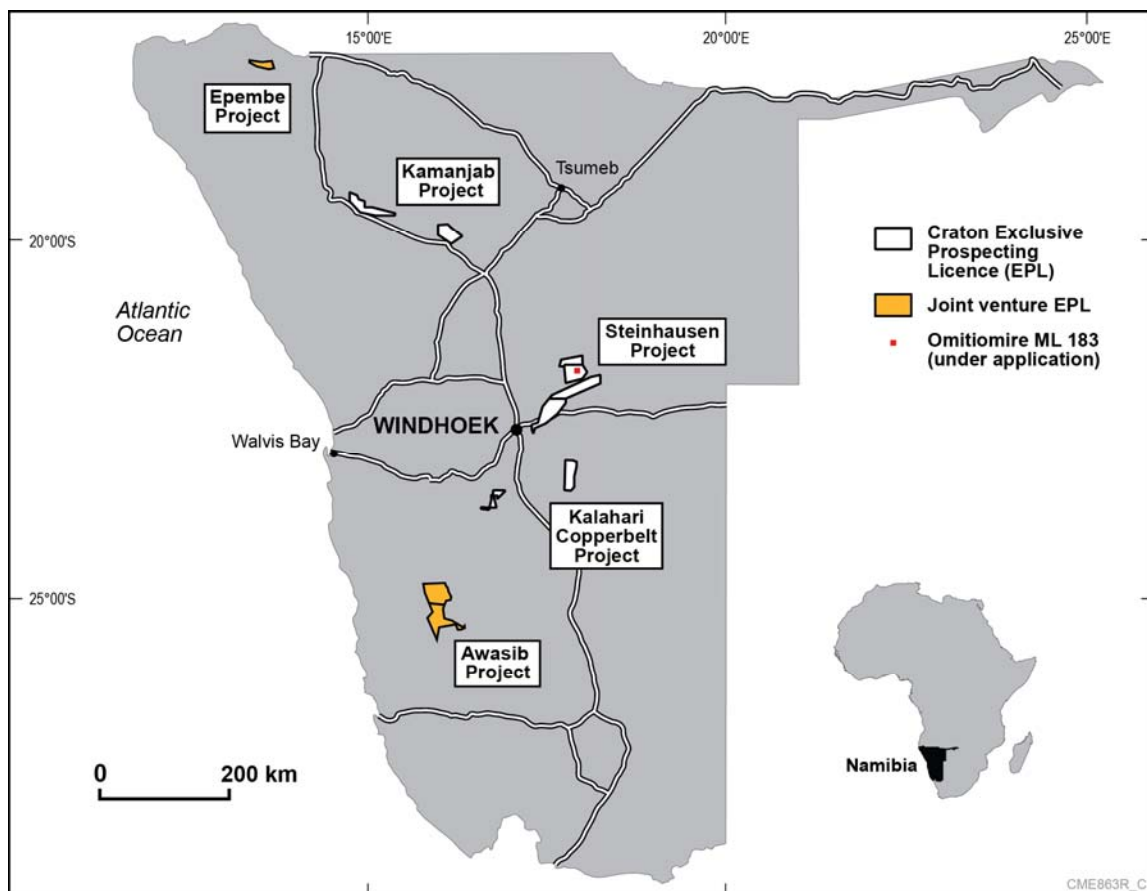 15°00'E
20°00'E
25°00'E
Epembe
Project
Kamanjab
Project
Tsumeb
20°00'S
Craton Exclusive
Prospecting
Licence (EPL)
Joint venture EPL
Omitiomire ML 183
(under application)
Atlantic
Ocean
Steinhausen
Project
WINDHOEK
Walvis Bay
Kalahari
Copperbelt
Project
25°00'S
Awasib
Project
0
200 km
Namibia
CME863R_C